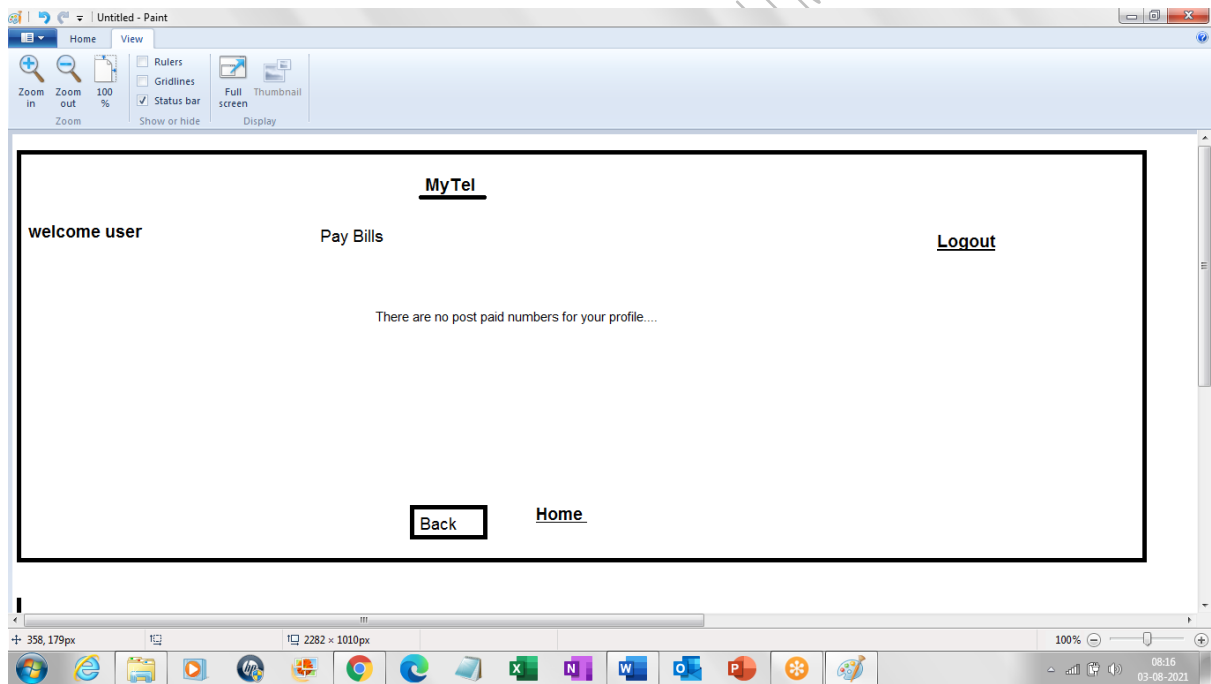 Untitled - Paint
Home View
Rulers
Gridlines
Status bar
Zoom in
Zoom out
100 %
Full screen
Thumbnail
Zoom
Show or hide
Display
MyTel
welcome user
Pay Bills
Logout
There are no post paid numbers for your profile....
Back
Home
358, 179px
2282 × 1010px
100%
08:16
03-08-2021